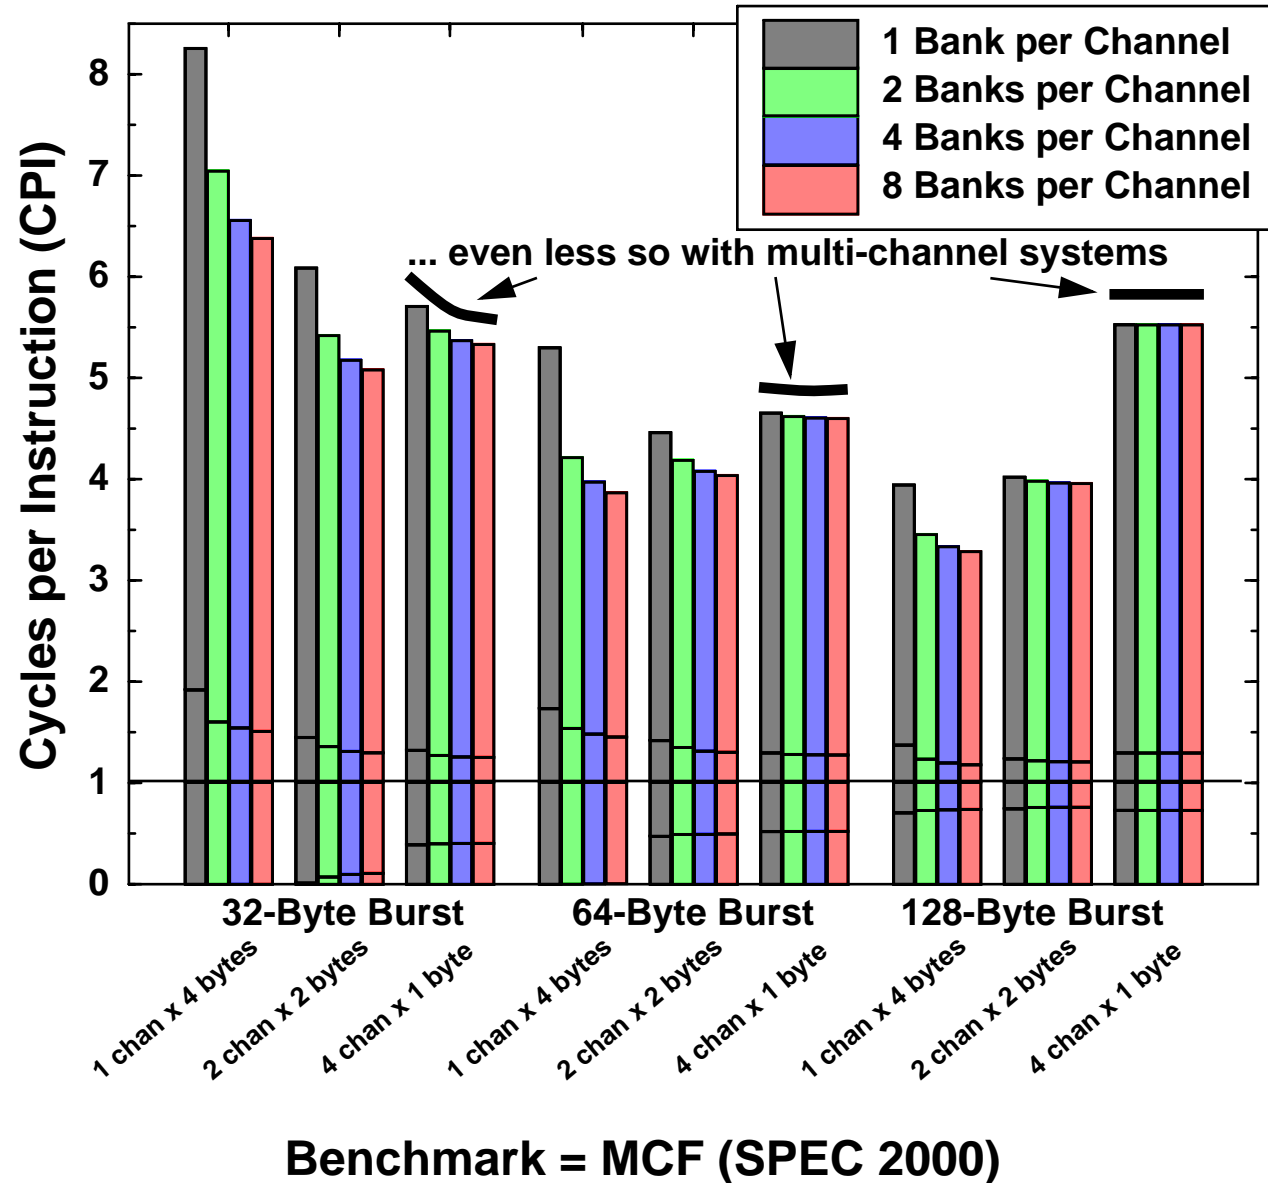 1 Bank per Channel
2 Banks per Channel
4 Banks per Channel
8 Banks per Channel
... even less so with multi-channel systems
Cycles per Instruction (CPI)
8
7
6
5
4
3
2
1
0
32-Byte Burst
64-Byte Burst
128-Byte Burst
1 chan x 4 bytes
2 chan x 2 bytes
4 chan x 1 byte
1 chan x 4 bytes
2 chan x 2 bytes
4 chan x 1 byte
1 chan x 4 bytes
2 chan x 2 bytes
4 chan x 1 byte
Benchmark = MCF (SPEC 2000)